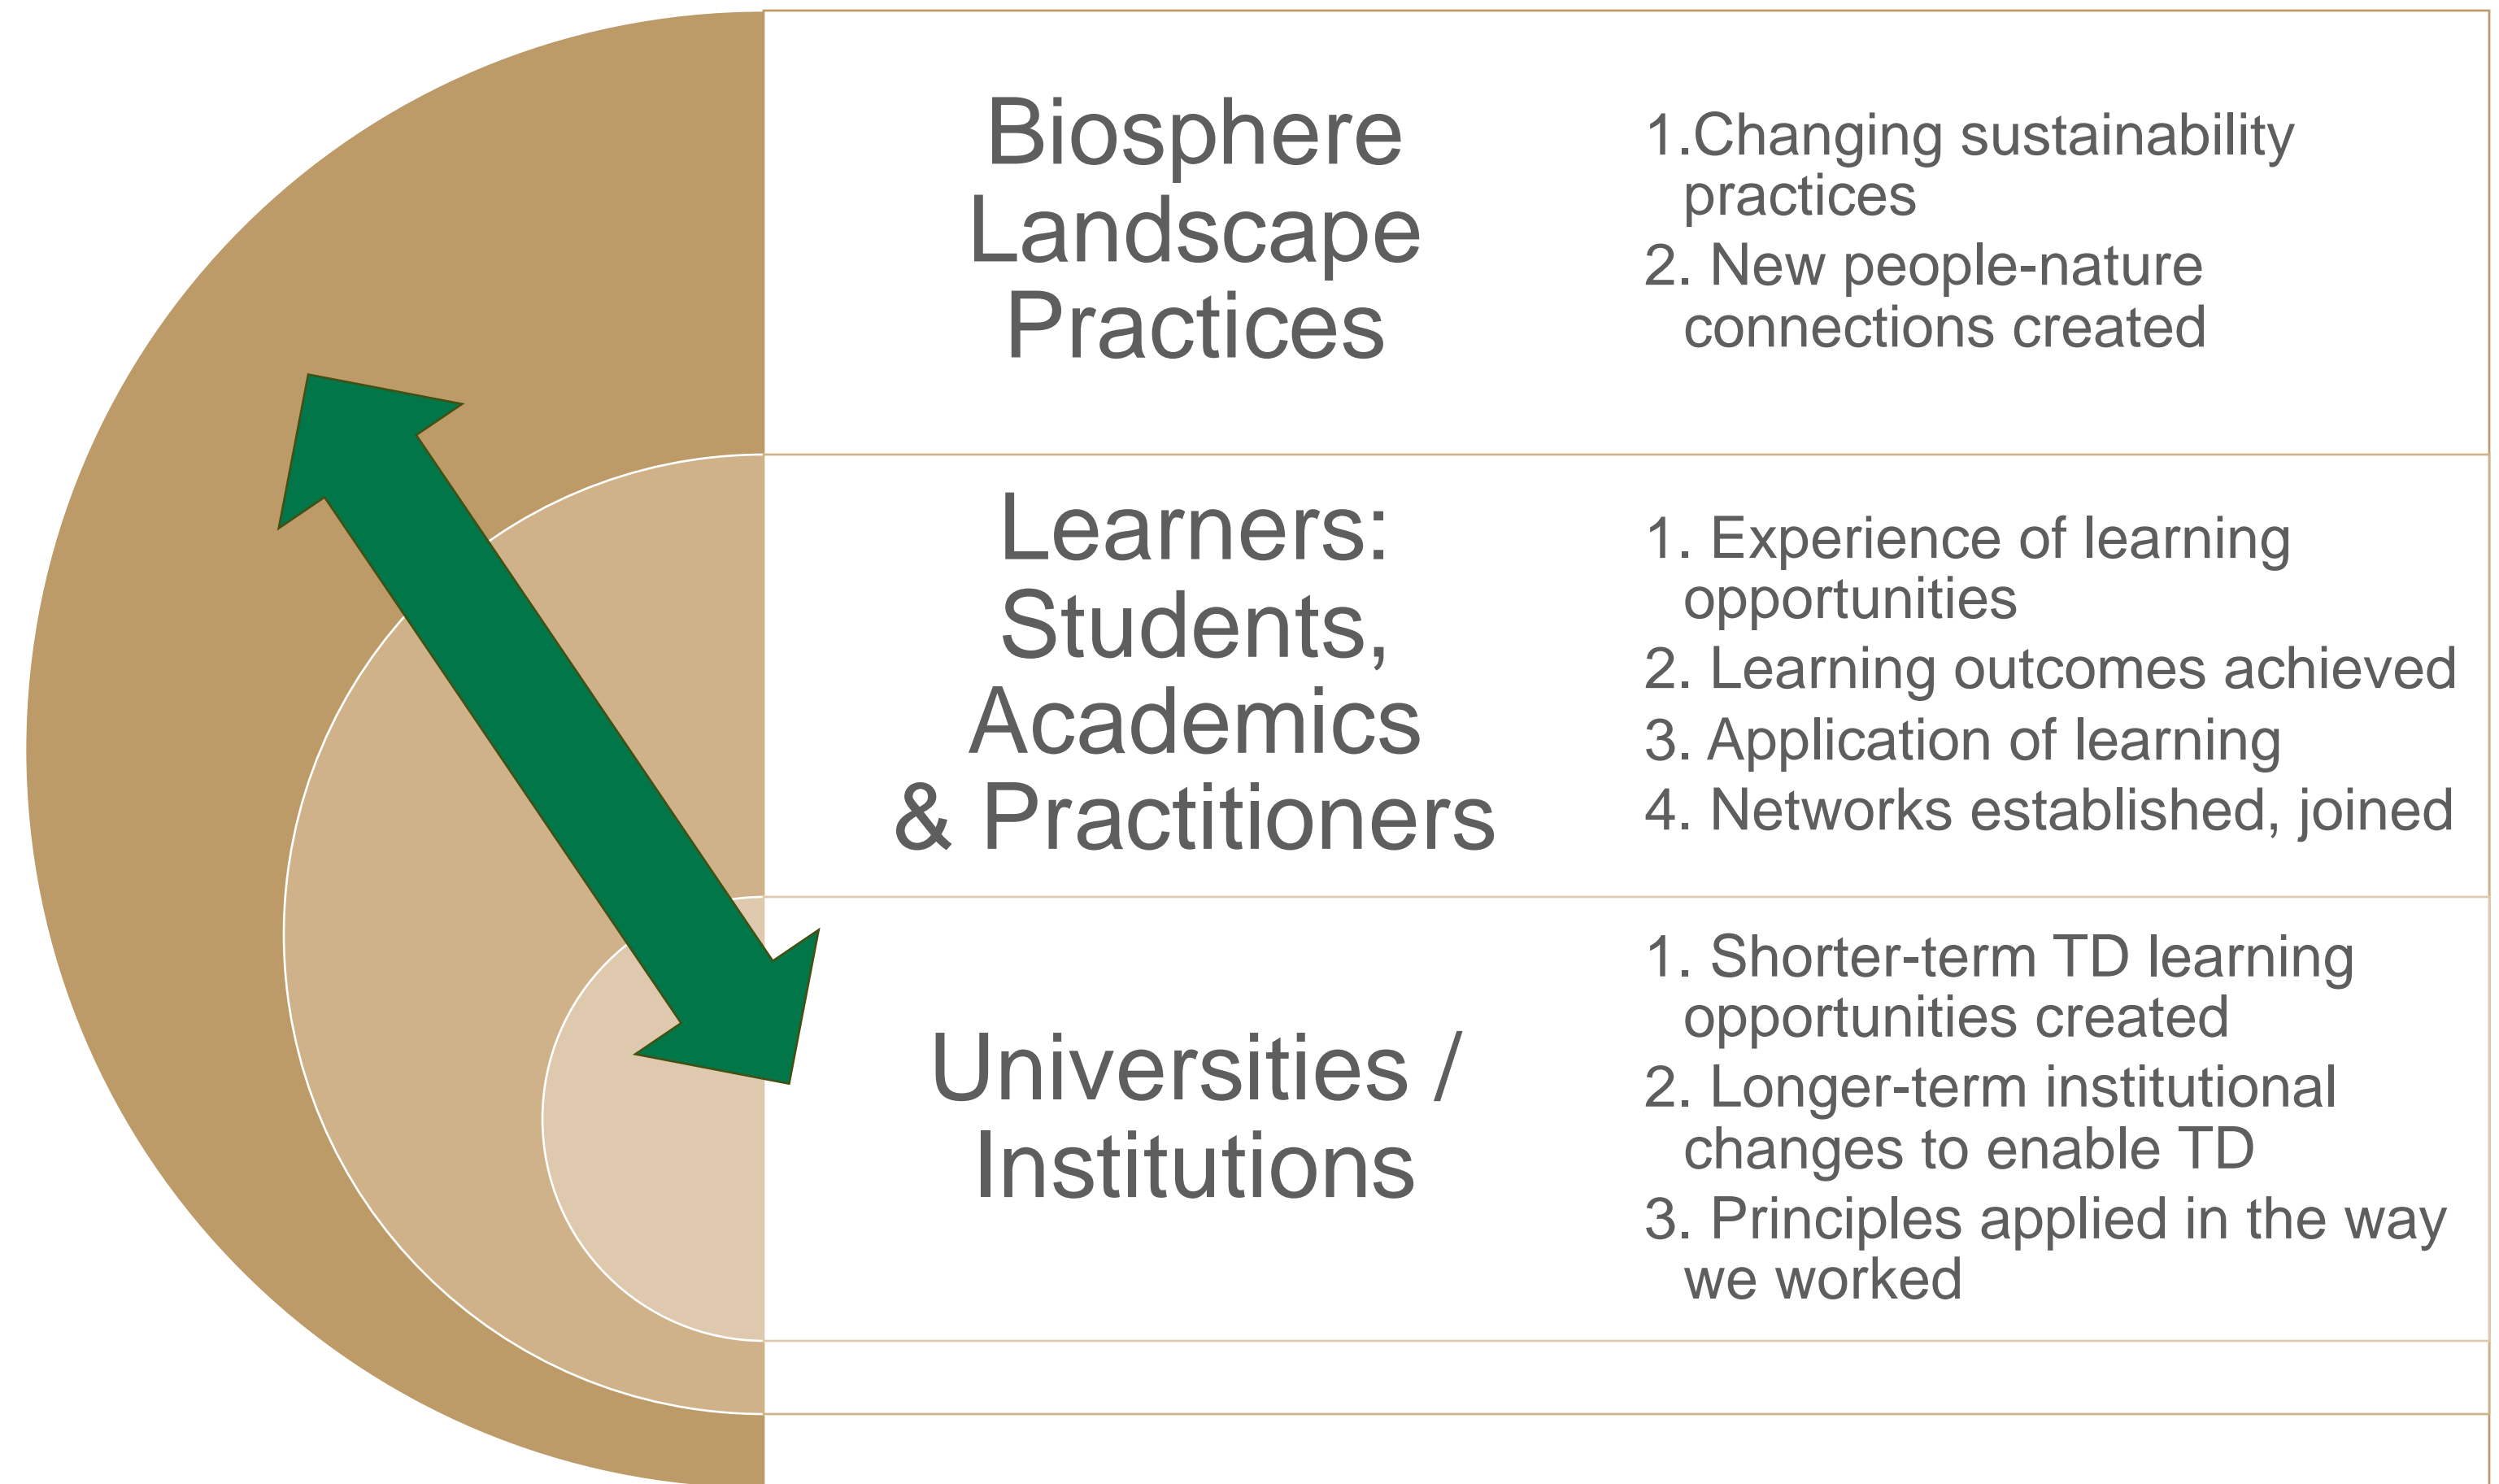 Biosphere
Landscape
Practices
1.Changing sustainability
practices
2. New people-nature
connections created
Learners:
Students,
Academics
& Practitioners
1. Experience of learning
opportunities
2. Learning outcomes achieved
3. Application of learning
4. Networks established, joined
Universities /
Institutions
1. Shorter-term TD learning
opportunities created
2. Longer-term institutional
changes to enable TD
3. Principles applied in the way
we worked